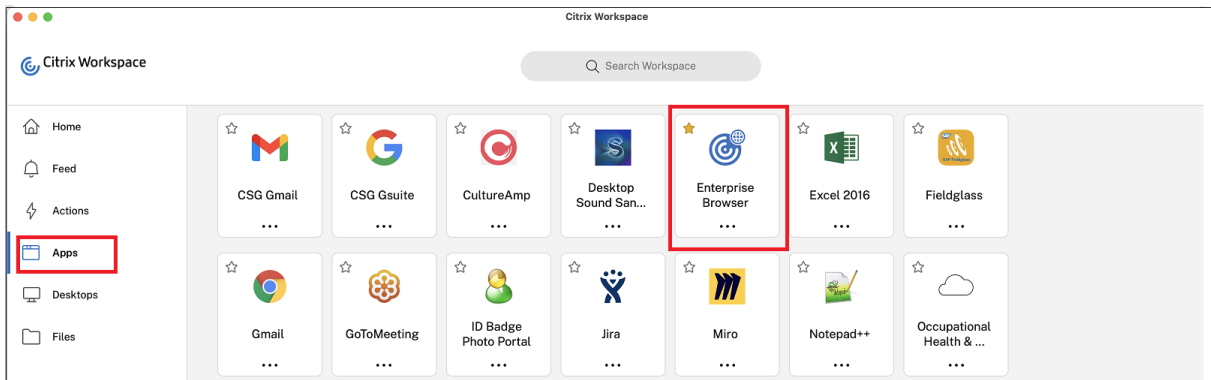 Citrix Workspace
Citrix Workspace
Search Workspace
Home
Feed
Actions
Apps
Desktops
Files
CSG Gmail
CSG Gsuite
CultureAmp
Desktop
Sound San...
Enterprise
Browser
Excel 2016
Fieldglass
Gmail
GoToMeeting
ID Badge
Photo Portal
Jira
Miro
Notepad++
Occupational
Health & ...